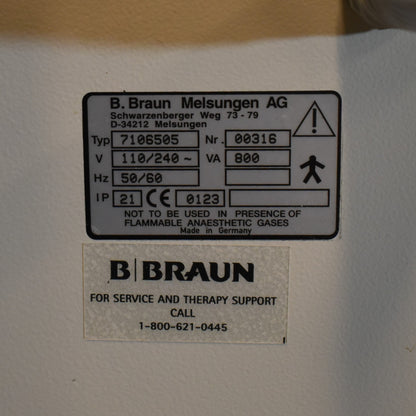 B. Braun Melsungen AG
Schwarzenberger Weg 73 - 79
D-34212 Melsungen
Typ 7106505 Nr. 00316
V 110/240 ~ VA 800
Hz 50/60
IP 21 CE 0123
NOT TO BE USED IN PRESENCE OF
FLAMMABLE ANAESTHETIC GASES
Made in Germany
B|BRAUN
FOR SERVICE AND THERAPY SUPPORT
CALL
1-800-621-0445